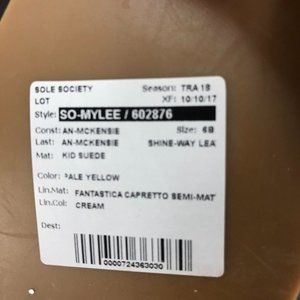 SOLE SOCIETY Season: TRA 18
LOT XF: 10/10/17
Style: SO-MYLEE / 602876
Const: AN-MCKENSIE Size: 6B
Last: AN-MCKENSIE SHINE-WAY LEA
Mat: KID SUEDE
Color: PALE YELLOW
Lin.Mat: FANTASTICA CAPRETTO SEMI-MAT
Lin.Col: CREAM
Dest:
0000724363030